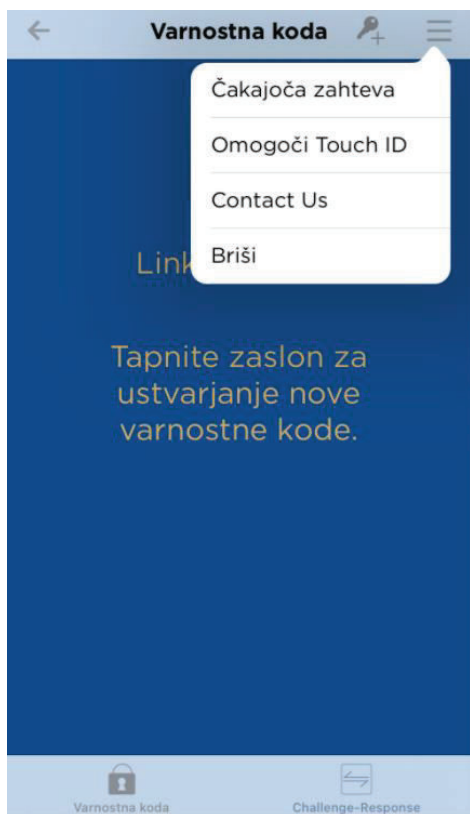 Varnostna koda
Čakajoča zahteva
Omogoči Touch ID
Contact Us
Briši
Link
Tapnite zaslon za
ustvarjanje nove
varnostne kode.
Varnostna koda
Challenge-Response